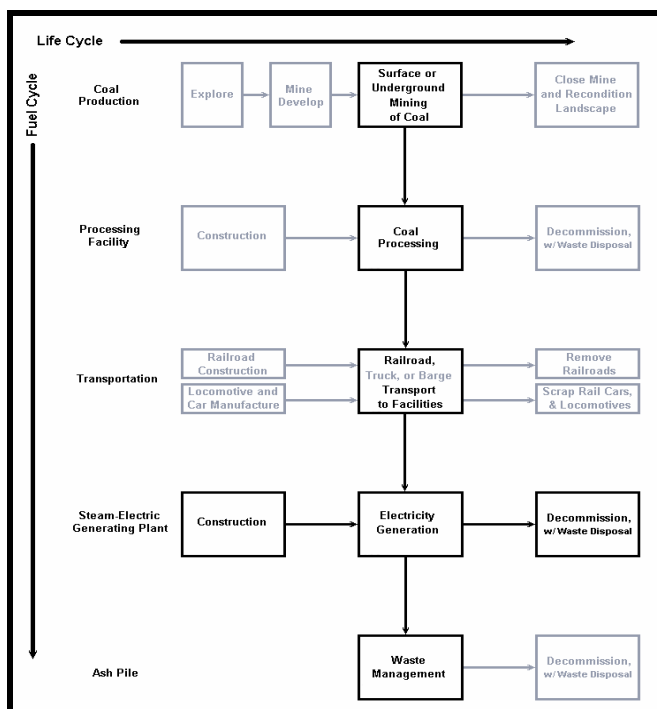 Life Cycle
Fuel Cycle
Coal
Production
Explore
Mine
Develop
Surface or
Underground
Mining
of Coal
Close Mine
and Recondition
Landscape
Processing
Facility
Construction
Coal
Processing
Decommission,
w/Waste Disposal
Transportation
Railroad
Construction
Locomotive and
Car Manufacture
Railroad,
Truck, or Barge
Transport
to Facilities
Remove
Railroads
Scrap Rail Cars,
& Locomotives
Steam-Electric
Generating Plant
Construction
Electricity
Generation
Decommission,
w/Waste Disposal
Ash Pile
Waste
Management
Decommission,
w/Waste Disposal